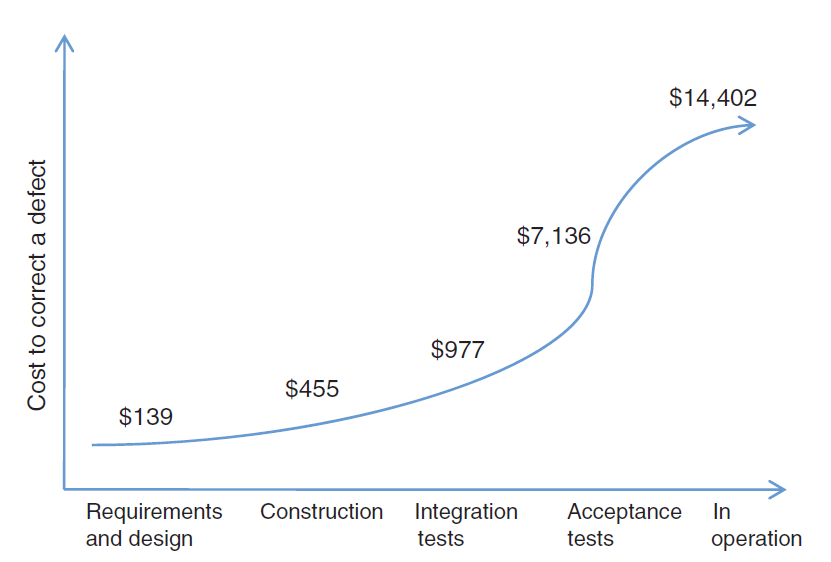 $14,402
$7,136
$977
$455
$139
Cost to correct a defect
Requirements and design
Construction
Integration tests
Acceptance tests
In operation